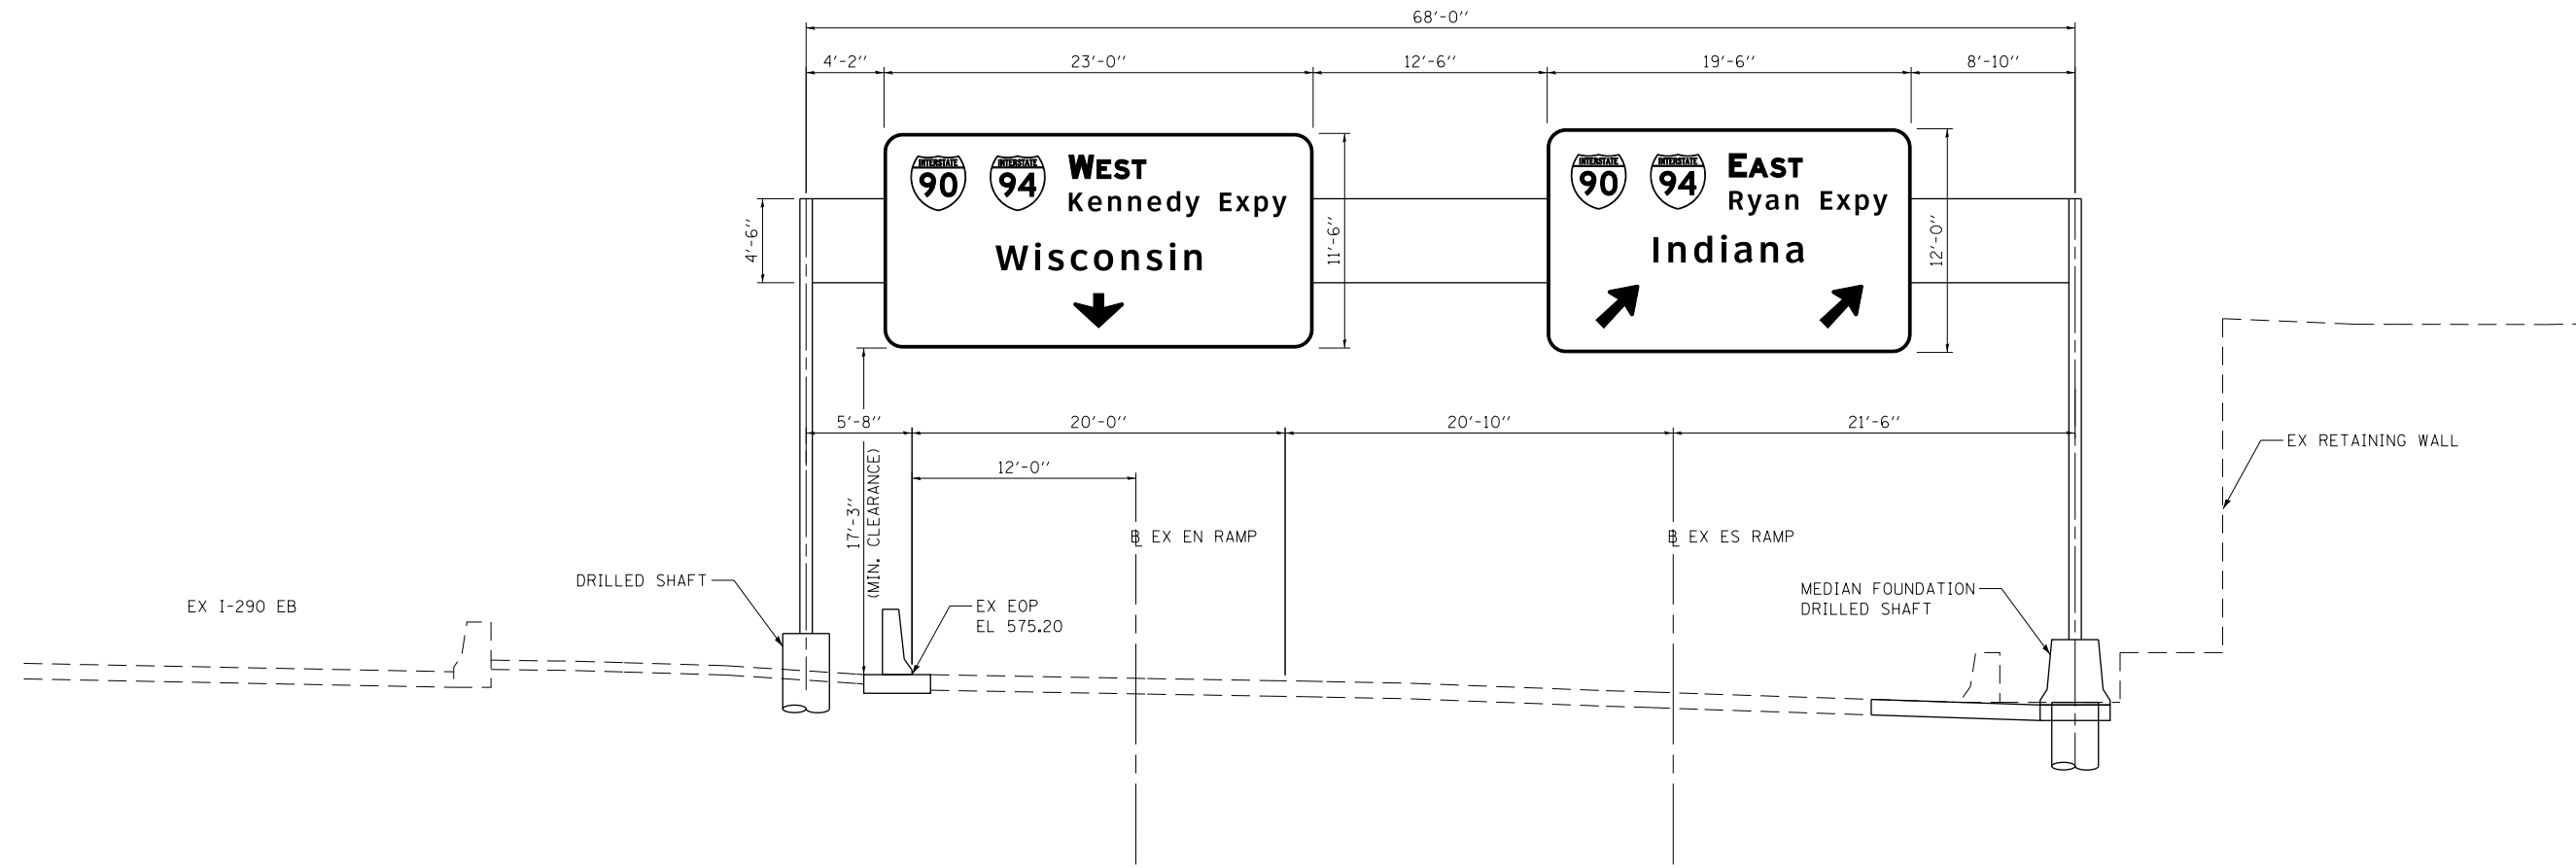 68'-0''
4'-2''
23'-0''
12'-6''
19'-6''
8'-10''
INTERSTATE 90
INTERSTATE 94
WEST
Kennedy Expy
Wisconsin
INTERSTATE 90
INTERSTATE 94
EAST
Ryan Expy
Indiana
4'-6''
11'-6''
12'-0''
5'-8''
20'-0''
20'-10''
21'-6''
EX RETAINING WALL
12'-0''
17'-3''
(MIN. CLEARANCE)
B EX EN RAMP
B EX ES RAMP
DRILLED SHAFT
EX I-290 EB
EX EOP
EL 575.20
MEDIAN FOUNDATION
DRILLED SHAFT